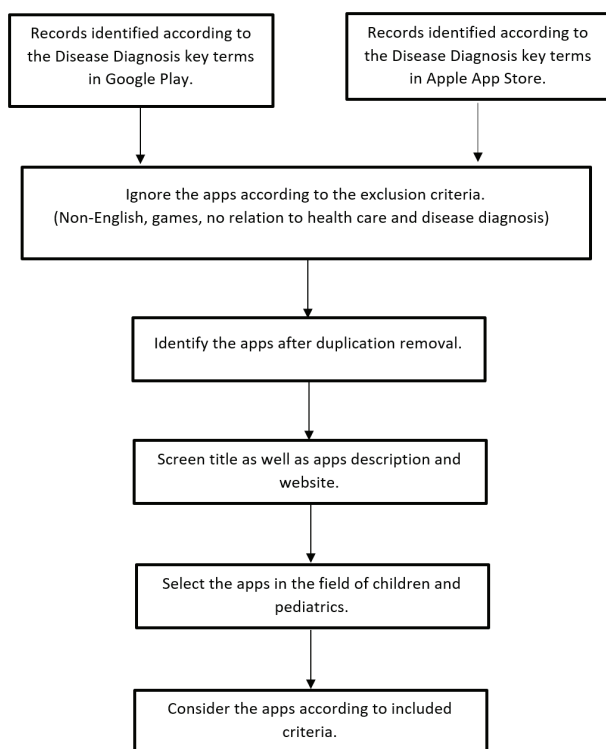 Records identified according to
the Disease Diagnosis key terms
in Google Play.
Records identified according to
the Disease Diagnosis key terms
in Apple App Store.
Ignore the apps according to the exclusion criteria.
(Non-English, games, no relation to health care and disease diagnosis)
Identify the apps after duplication removal.
Screen title as well as apps description and
website.
Select the apps in the field of children and
pediatrics.
Consider the apps according to included
criteria.